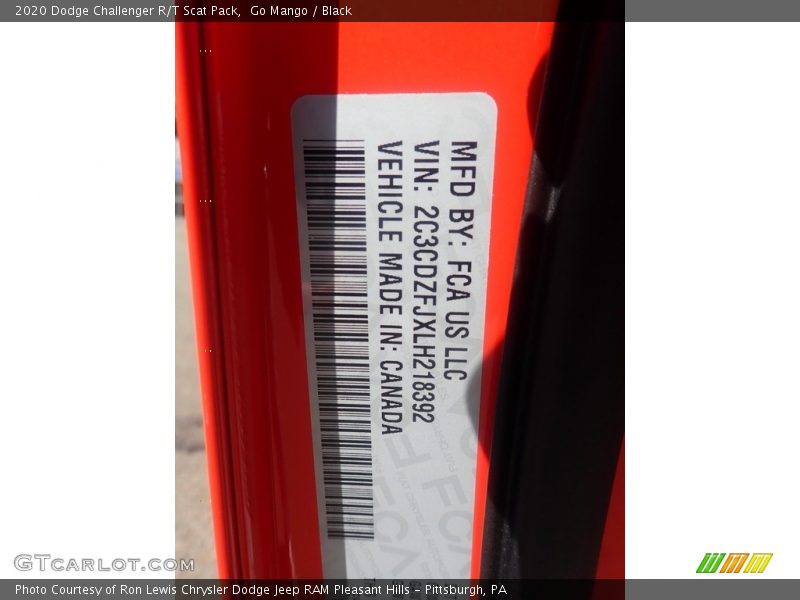 2020 Dodge Challenger R/T Scat Pack,  Go Mango / Black
MFD BY: FCA US LLC
VIN: 2C3CDZFJXLH218392
VEHICLE MADE IN: CANADA
GTCarLot.com
Photo Courtesy of Ron Lewis Chrysler Dodge Jeep RAM Pleasant Hills - Pittsburgh, PA